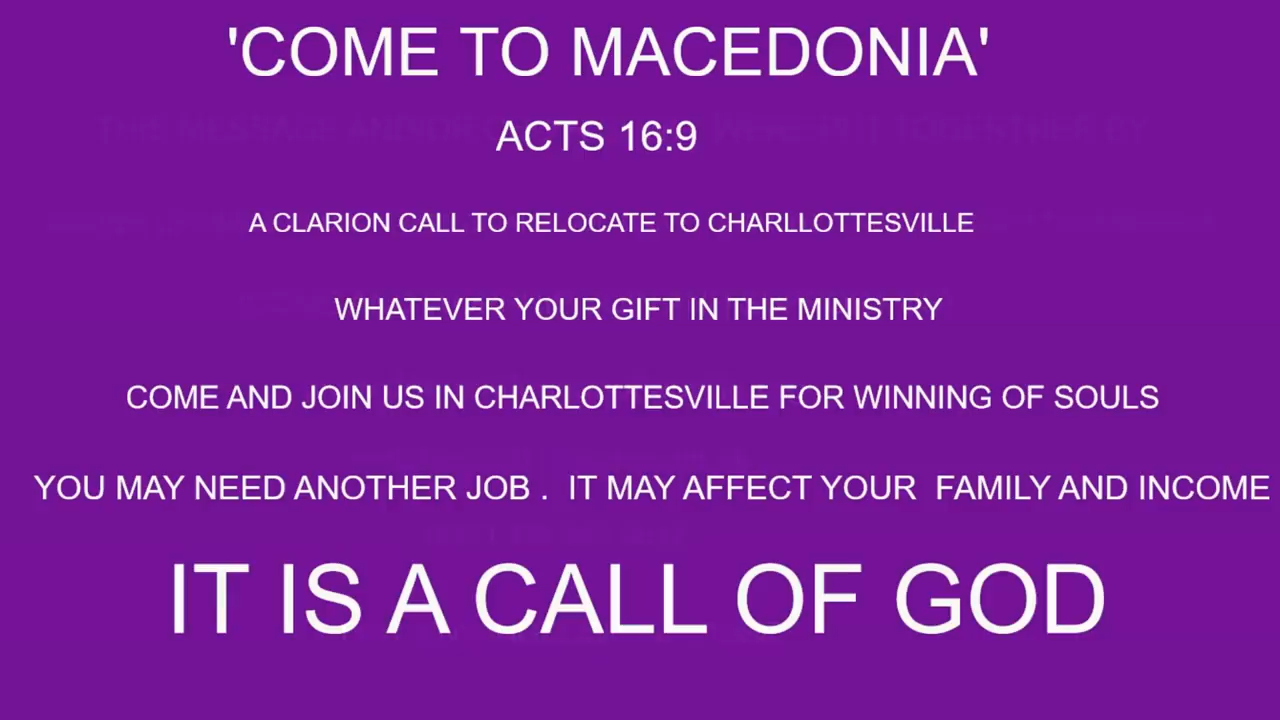 'COME TO MACEDONIA'
ACTS 16:9
A CLARION CALL TO RELOCATE TO CHARLLOTTESVILLE
WHATEVER YOUR GIFT IN THE MINISTRY
COME AND JOIN US IN CHARLOTTESVILLE FOR WINNING OF SOULS
YOU MAY NEED ANOTHER JOB .  IT MAY AFFECT YOUR  FAMILY AND INCOME
IT IS A CALL OF GOD